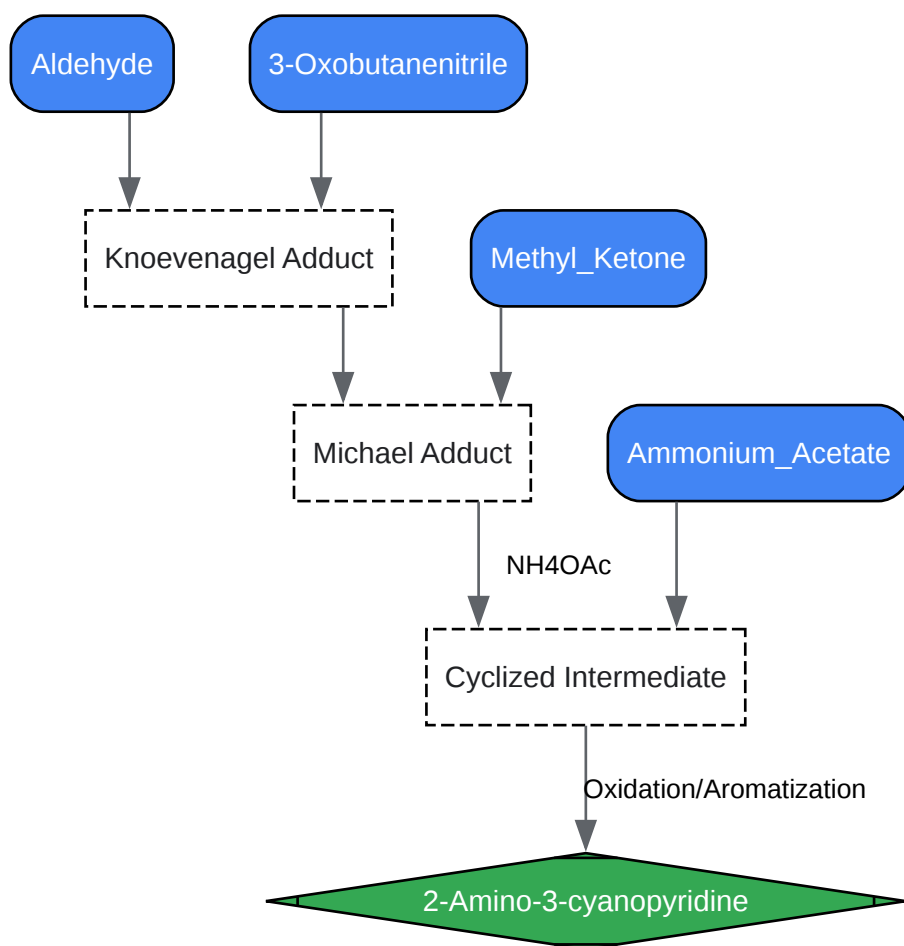 Aldehyde
3-Oxobutanenitrile
Knoevenagel Adduct
Methyl_Ketone
Michael Adduct
Ammonium_Acetate
NH4OAc
Cyclized Intermediate
Oxidation/Aromatization
2-Amino-3-cyanopyridine